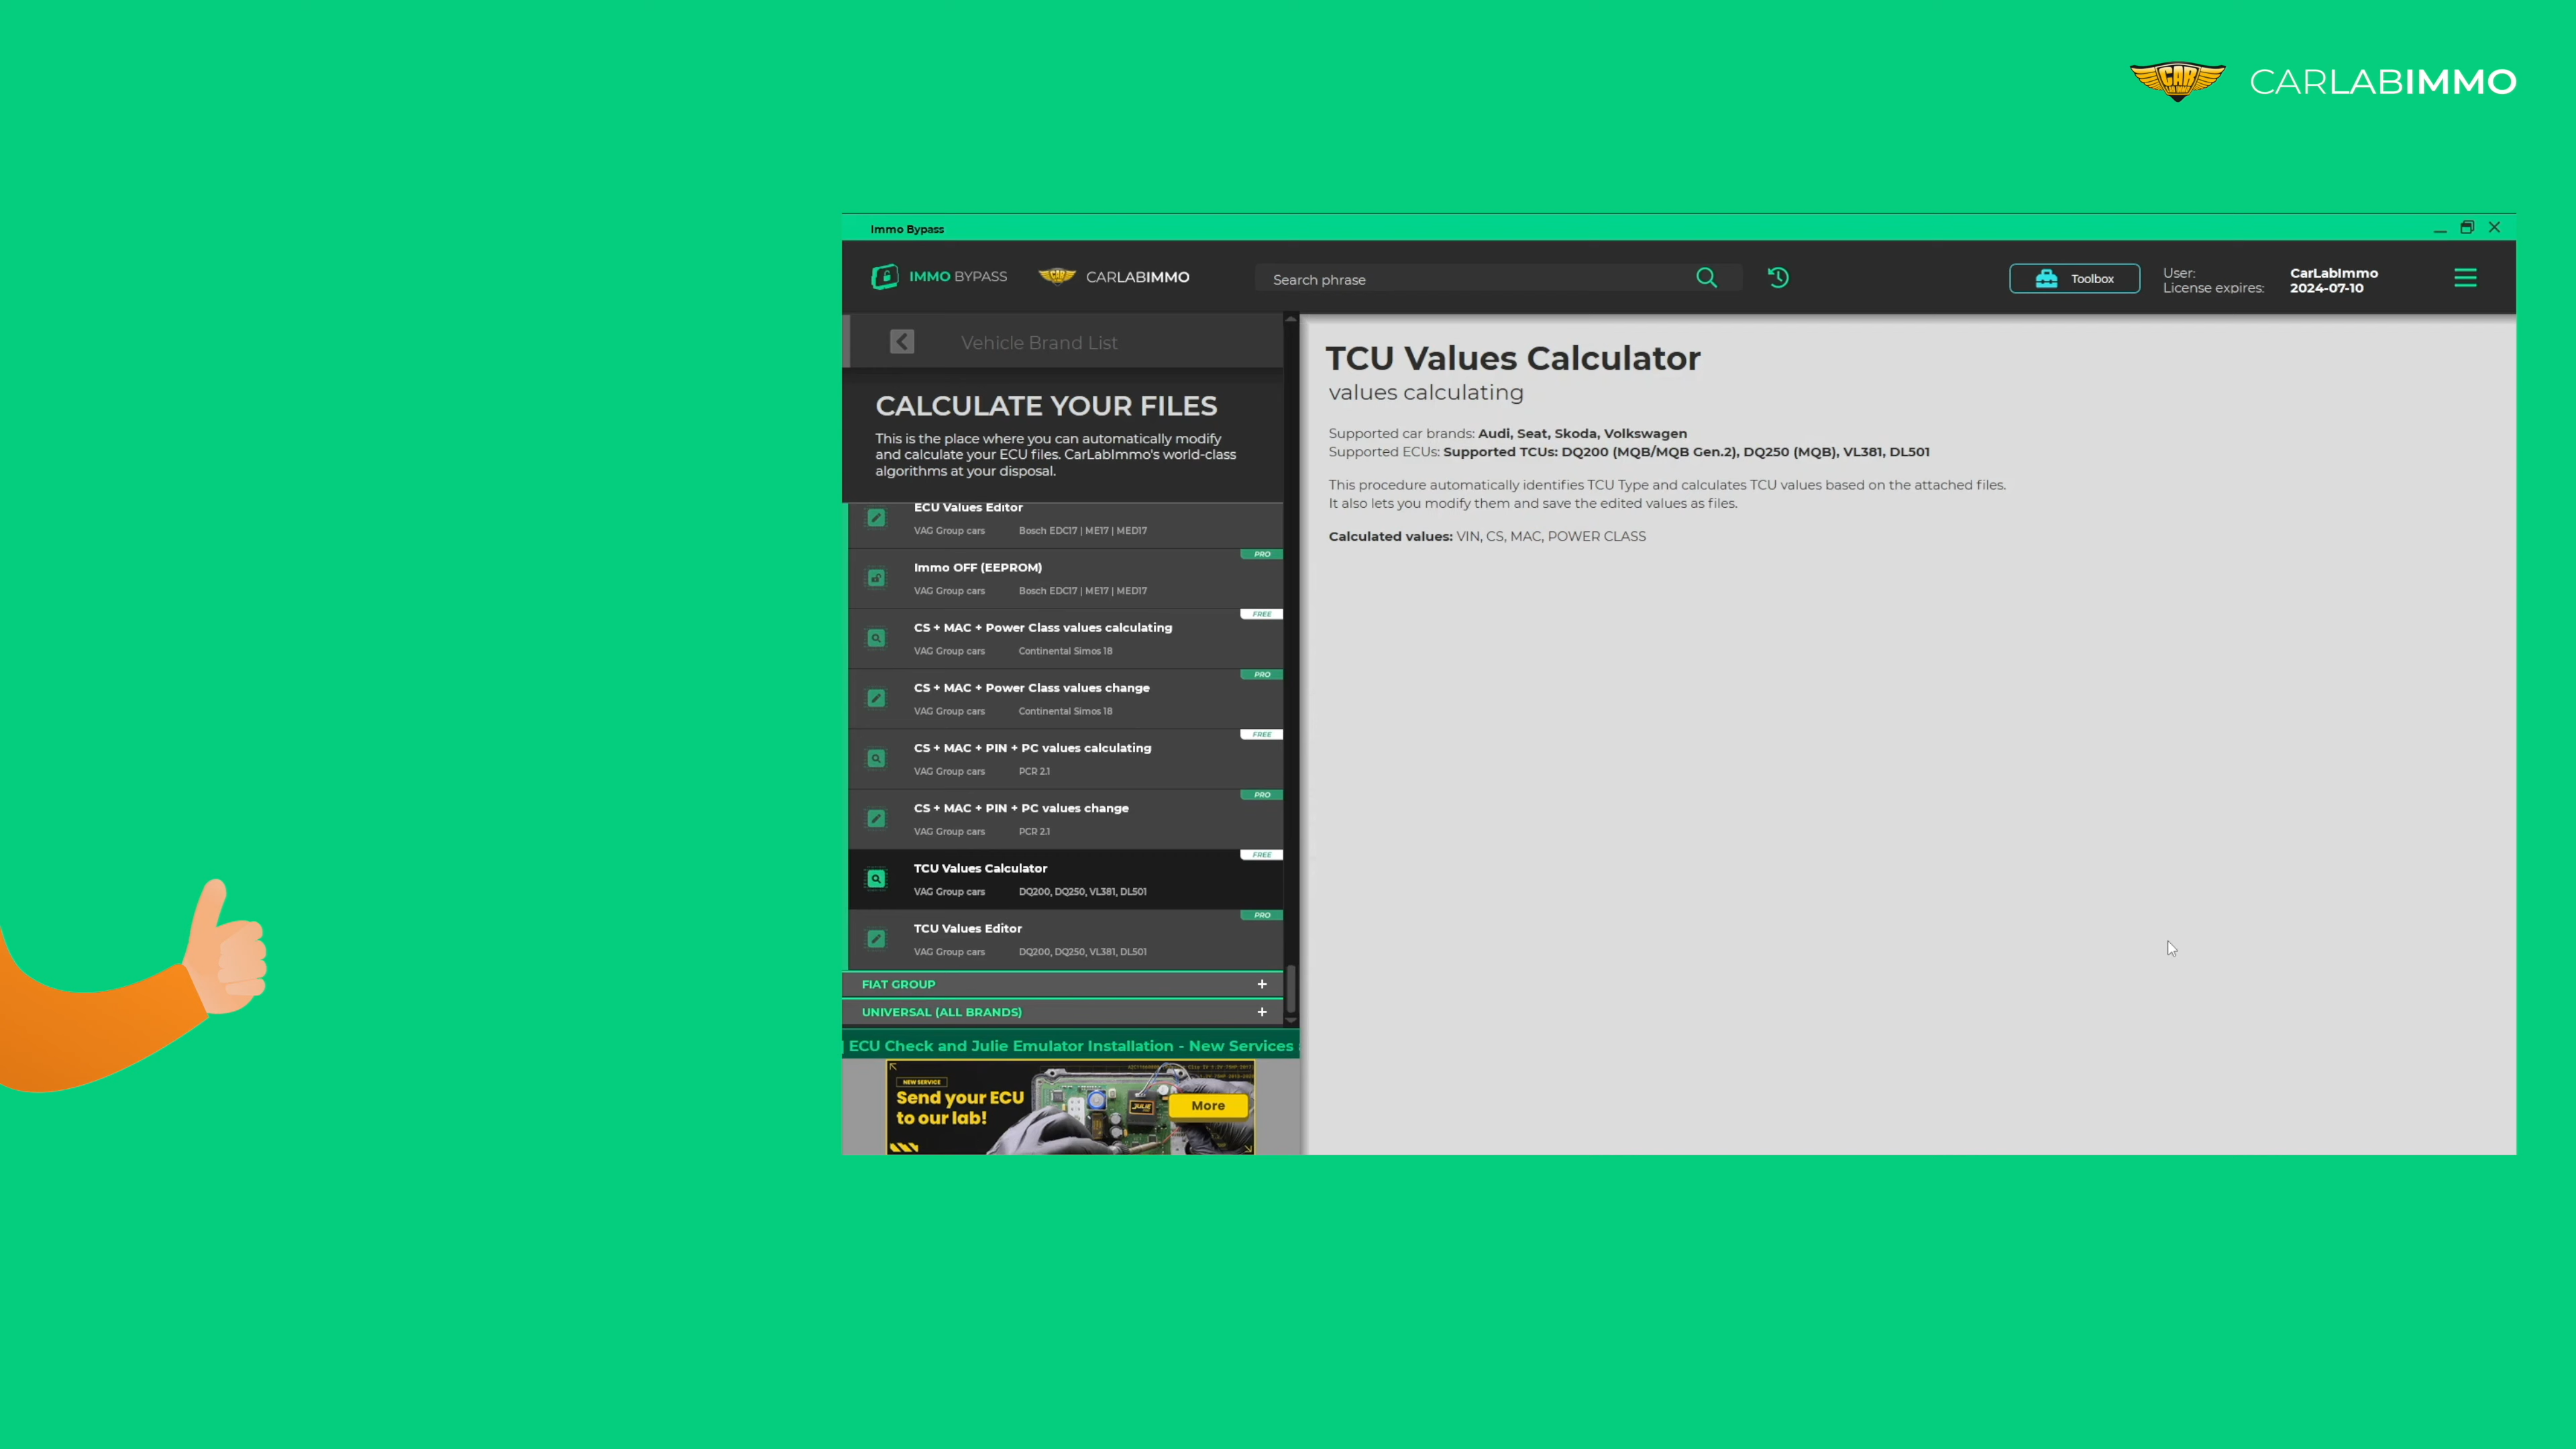 CAR
CARLABIMMO
Immo Bypass
IMMO BYPASS
CARLABIMMO
Search phrase
Toolbox
User: CarLabImmo
License expires: 2024-07-10
Vehicle Brand List
CALCULATE YOUR FILES
This is the place where you can automatically modify
and calculate your ECU files. CarLabImmo's world-class
algorithms at your disposal.
ECU Values Editor
VAG Group cars Bosch EDC17 | ME17 | MED17
PRO
Immo OFF (EEPROM)
VAG Group cars Bosch EDC17 | ME17 | MED17
FREE
CS + MAC + Power Class values calculating
VAG Group cars Continental Simos 18
PRO
CS + MAC + Power Class values change
VAG Group cars Continental Simos 18
FREE
CS + MAC + PIN + PC values calculating
VAG Group cars PCR 2.1
PRO
CS + MAC + PIN + PC values change
VAG Group cars PCR 2.1
FREE
TCU Values Calculator
VAG Group cars DQ200, DQ250, VL381, DL501
PRO
TCU Values Editor
VAG Group cars DQ200, DQ250, VL381, DL501
FIAT GROUP +
UNIVERSAL (ALL BRANDS) +
ECU Check and Julie Emulator Installation - New Services
NEW SERVICE
Send your ECU
to our lab!
JULIE
More
TCU Values Calculator
values calculating
Supported car brands: Audi, Seat, Skoda, Volkswagen
Supported ECUs: Supported TCUs: DQ200 (MQB/MQB Gen.2), DQ250 (MQB), VL381, DL501
This procedure automatically identifies TCU Type and calculates TCU values based on the attached files.
It also lets you modify them and save the edited values as files.
Calculated values: VIN, CS, MAC, POWER CLASS